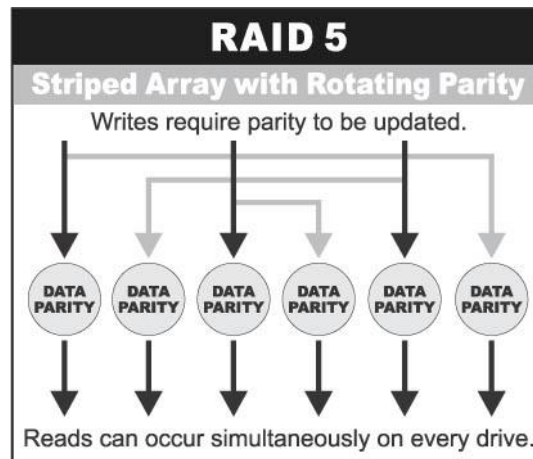 RAID 5
Striped Array with Rotating Parity
Writes require parity to be updated.
DATA DATA DATA DATA DATA DATA
PARITY PARITY PARITY PARITY PARITY PARITY
Reads can occur simultaneously on every drive.